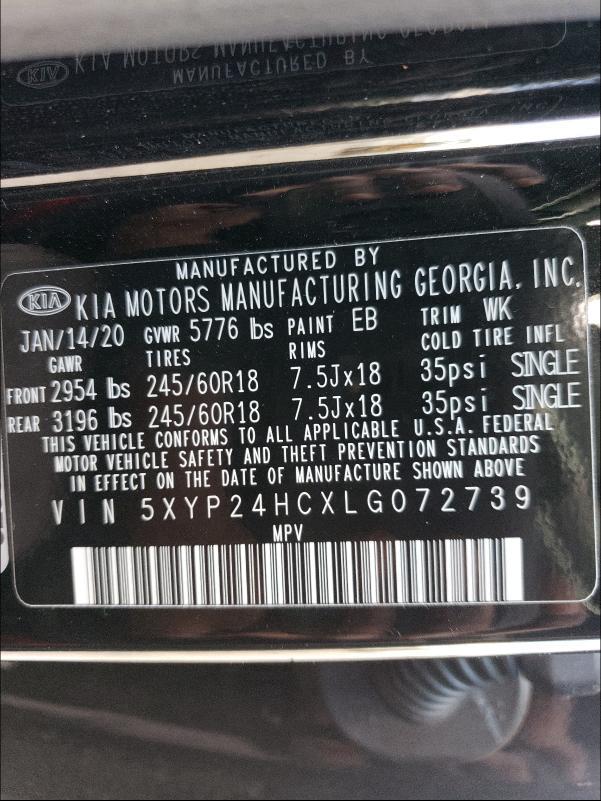 MANUFACTURED BY
KIA KIA MOTORS MANUFACTURING GEORGIA, INC.
JAN/14/20 GVWR 5776 lbs PAINT EB TRIM WK
GAWR TIRES RIMS COLD TIRE INFL
FRONT 2954 lbs 245/60R18 7.5Jx18 35psi SINGLE
REAR 3196 lbs 245/60R18 7.5Jx18 35psi SINGLE
THIS VEHICLE CONFORMS TO ALL APPLICABLE U.S.A. FEDERAL
MOTOR VEHICLE SAFETY AND THEFT PREVENTION STANDARDS
IN EFFECT ON THE DATE OF MANUFACTURE SHOWN ABOVE
VIN 5XYP24HCXLG072739
MPV